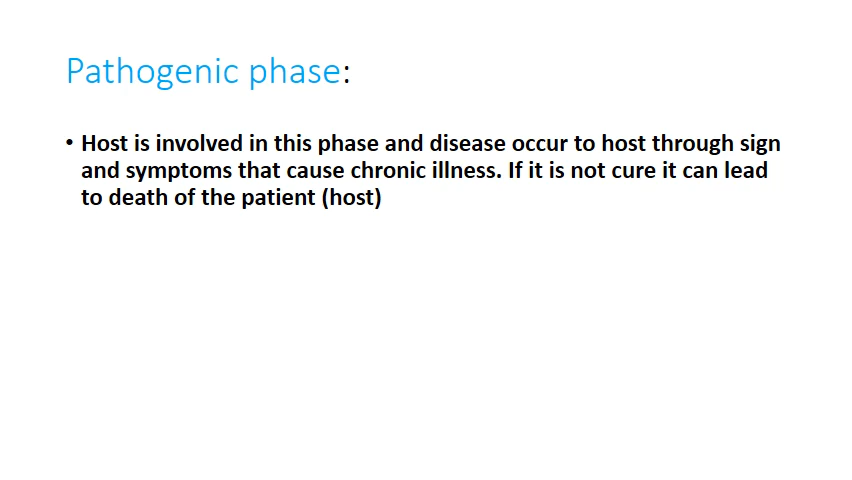 Pathogenic phase:
• Host is involved in this phase and disease occur to host through sign
and symptoms that cause chronic illness. If it is not cure it can lead
to death of the patient (host)